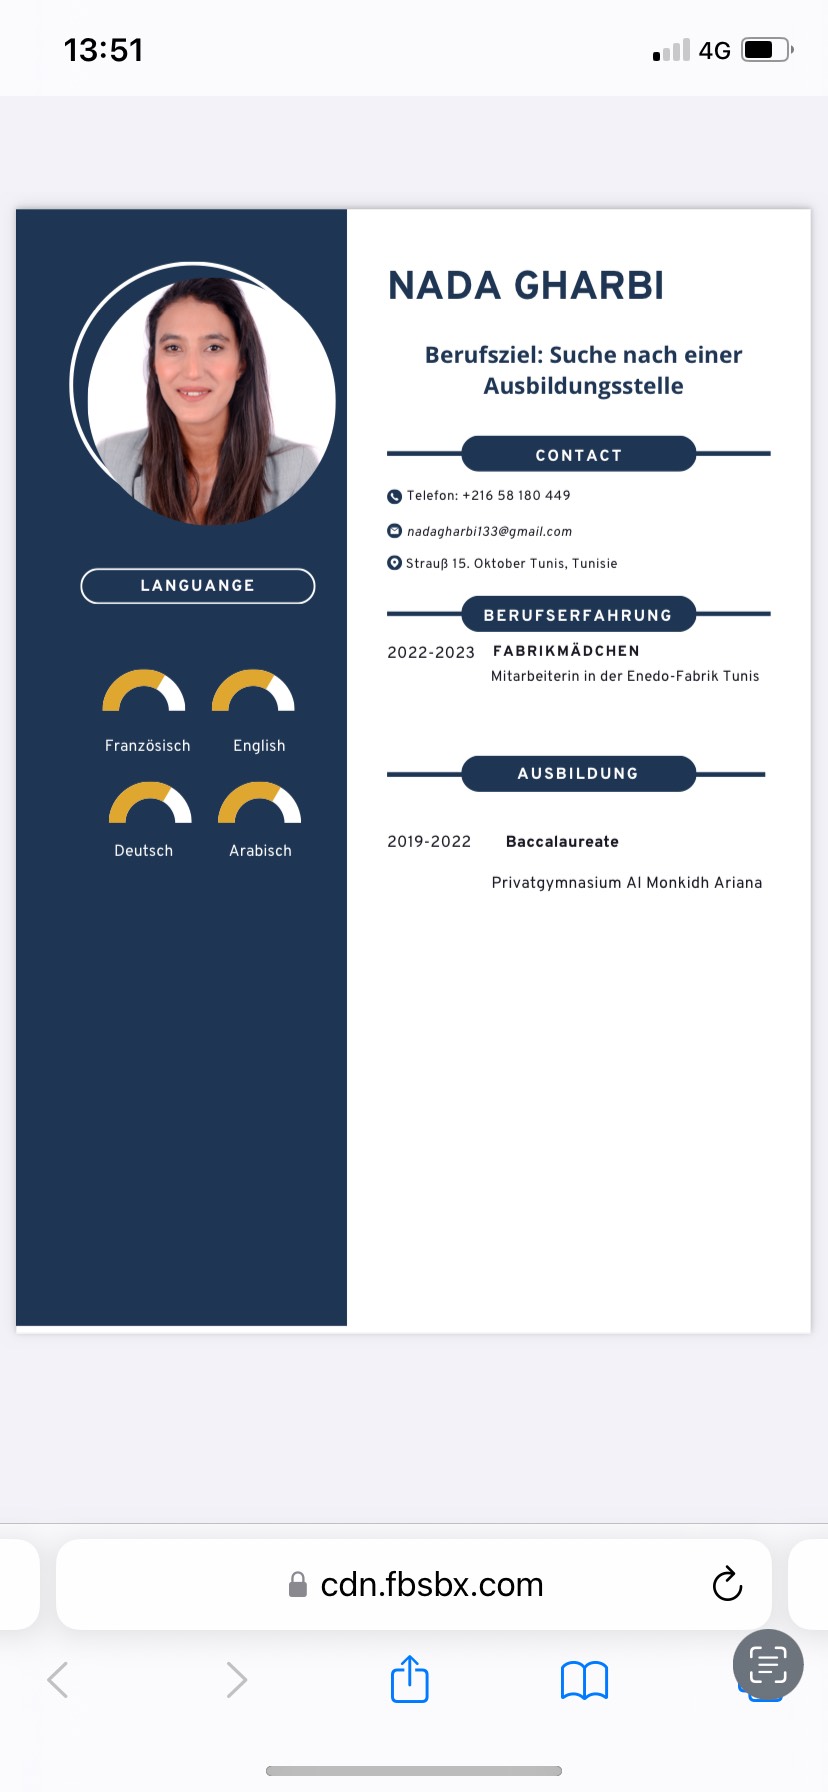 13:51
4G
NADA GHARBI
Berufsziel: Suche nach einer
Ausbildungsstelle
CONTACT
Telefon: +216 58 180 449
nadagharbi133@gmail.com
Strauß 15. Oktober Tunis, Tunisie
LANGUANGE
Französisch
English
Deutsch
Arabisch
BERUFSERFAHRUNG
2022-2023 FABRIKMÄDCHEN
Mitarbeiterin in der Enedo-Fabrik Tunis
AUSBILDUNG
2019-2022 Baccalaureate
Privatgymnasium Al Monkidh Ariana
cdn.fbsbx.com